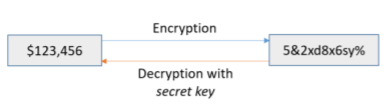 Encryption
$123,456
5&2xd8x6sy%
Decryption with
secret key